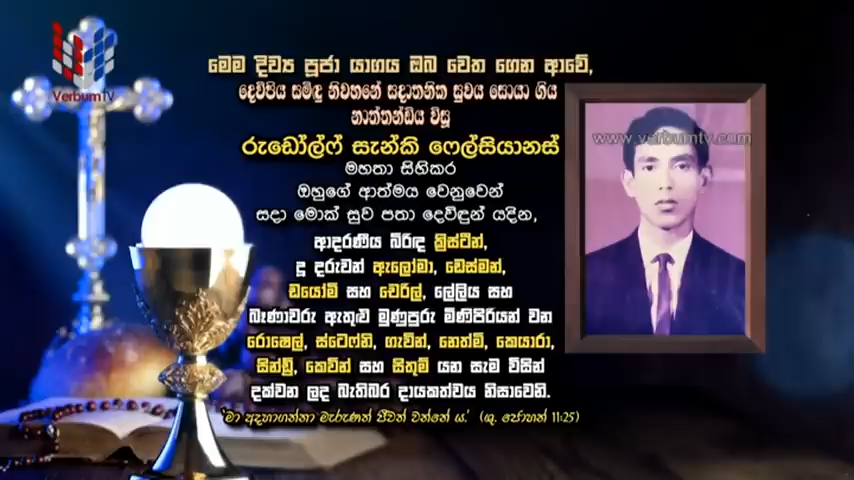 VerbumTV
මෙම දිව්‍ය පූජා යාගය ඔබ වෙත ගෙන ආවේ,
දෙව්පිය සමිඳු නිවහනේ සදාතනික සුවය සොයා ගිය
නාත්තන්ඩිය විසූ
www.verbumtv.com
රුඩෝල්ෆ් සැන්කි ෆෙල්සියානස්
මහතා සිහිකර
ඔහුගේ ආත්මය වෙනුවෙන්
සදා මොක් සුව පතා දෙවිඳුන් යදින,
ආදරණීය බිරිඳ ක්‍රිස්ටීන්,
දූ දරුවන් ඇලෝමා, ඩෙස්මන්,
ඩයෝමි සහ චෙරිල්, ලේලිය සහ
බෑණාවරු ඇතුළු මුණුපුරු මිණිපිරියන් වන
රොෂෙල්, ස්ටෙෆ්නි, ගැවින්, නෙත්මි, කෙයාරා,
සින්ඩ්‍රු, කෙවින් සහ සිතුම් යන සැම විසින්
දක්වන ලද බැතිබර දායකත්වය නිසාවෙනි.
'මා අදහාගන්නා මැරුණත් ජීවත් වන්නේ ය.' (ශු. ජොහන් 11:25)